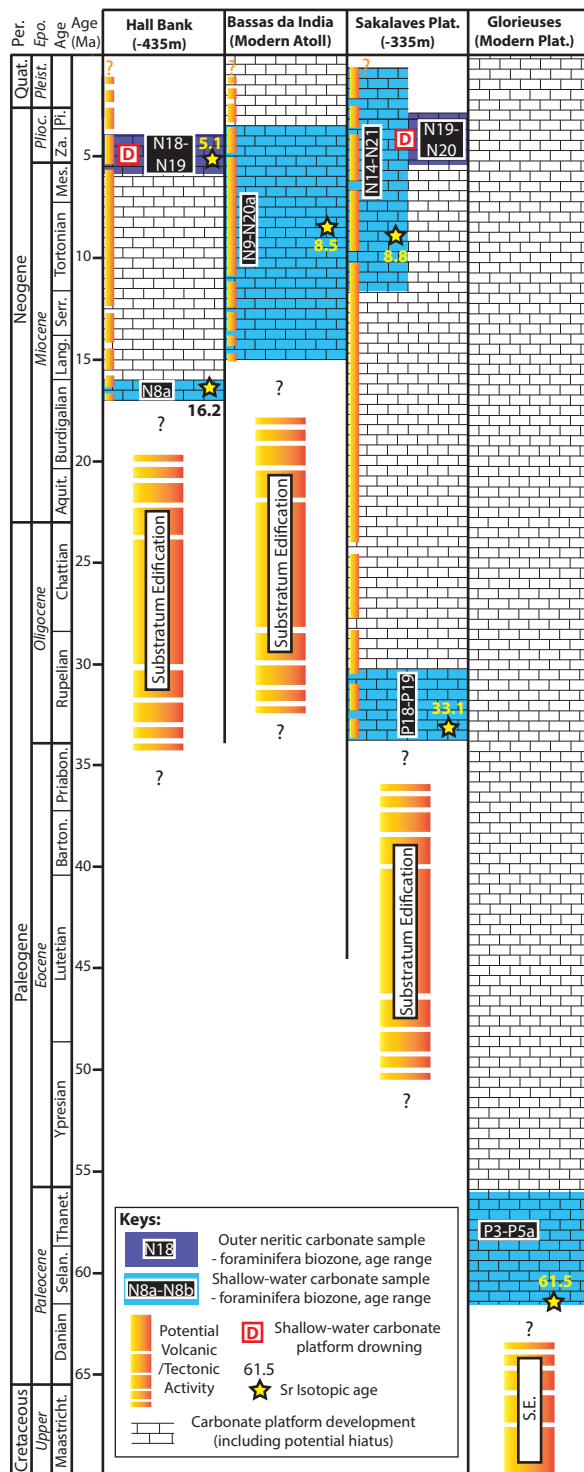 Per.
Epo.
Age
Age
(Ma)
Hall Bank
(-435m)
Bassas da India
(Modern Atoll)
Sakalaves Plat.
(-335m)
Glorieuses
(Modern Plat.)
Quat.
Pleist.
Plioc.
Pi.
Za.
Neogene
Miocene
Mes.
Tortonian
Serr.
Lang.
Burdigalian
Aquit.
Paleogene
Oligocene
Chattian
Rupelian
Eocene
Priabon.
Barton.
Lutetian
Ypresian
Paleocene
Thanet.
Selan.
Danian
Cretaceous
Upper
Maastricht.
5
10
15
20
25
30
35
40
45
50
55
60
65
?
D
N18-
N19
5.1
N8a
16.2
?
Substratum Edification
?
?
N9-N20a
8.5
?
Substratum Edification
?
?
N14-N21
D
N19-
N20
8.8
P18-P19
33.1
?
Substratum Edification
?
P3-P5a
61.5
?
S.E.
Keys:
N18
Outer neritic carbonate sample
- foraminifera biozone, age range
N8a-N8b
Shallow-water carbonate sample
- foraminifera biozone, age range
Potential
Volcanic
/Tectonic
Activity
D
Shallow-water carbonate
platform drowning
61.5
Sr Isotopic age
Carbonate platform development
(including potential hiatus)